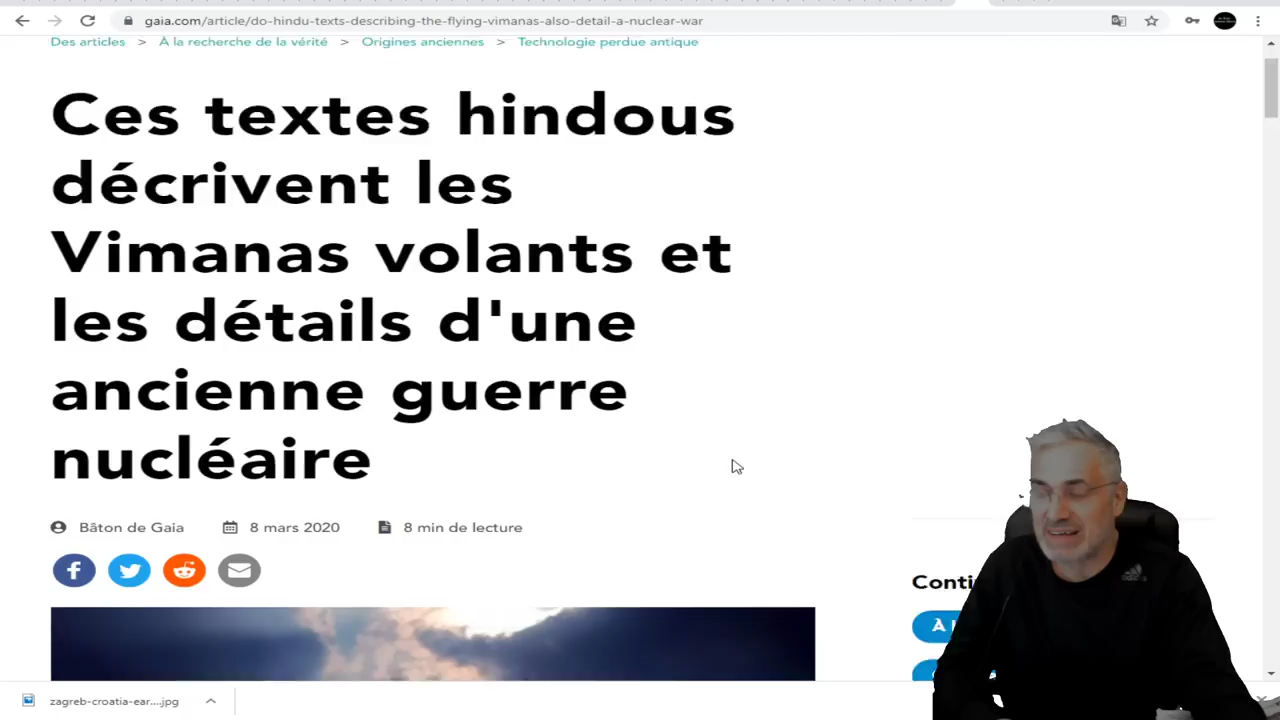 gaia.com/article/do-hindu-texts-describing-the-flying-vimanas-also-detail-a-nuclear-war
Des articles > À la recherche de la vérité > Origines anciennes > Technologie perdue antique
Ces textes hindous
décrivent les
Vimanas volants et
les détails d'une
ancienne guerre
nucléaire
Bâton de Gaia 8 mars 2020 8 min de lecture
Conti
À l
zagreb-croatia-ear....jpg